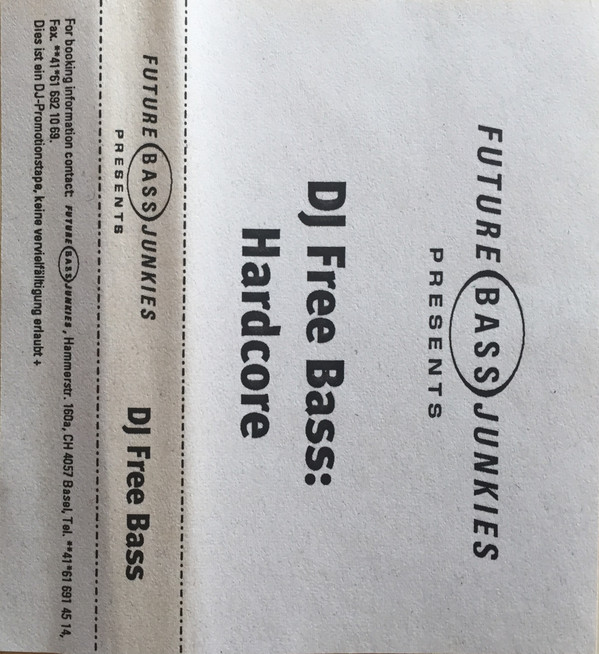 FUTURE BASS JUNKIES
PRESENTS
DJ Free Bass:
Hardcore
FUTURE BASS JUNKIES
PRESENTS
DJ Free Bass
For booking information contact: FUTURE BASS JUNKIES, Hammerstr. 160a, CH 4057 Basel, Tel. **41*61 691 45 14,
Fax. **41*61 692 10 69.
Dies ist ein DJ-Promotionstape, keine vervielfältigung erlaubt +